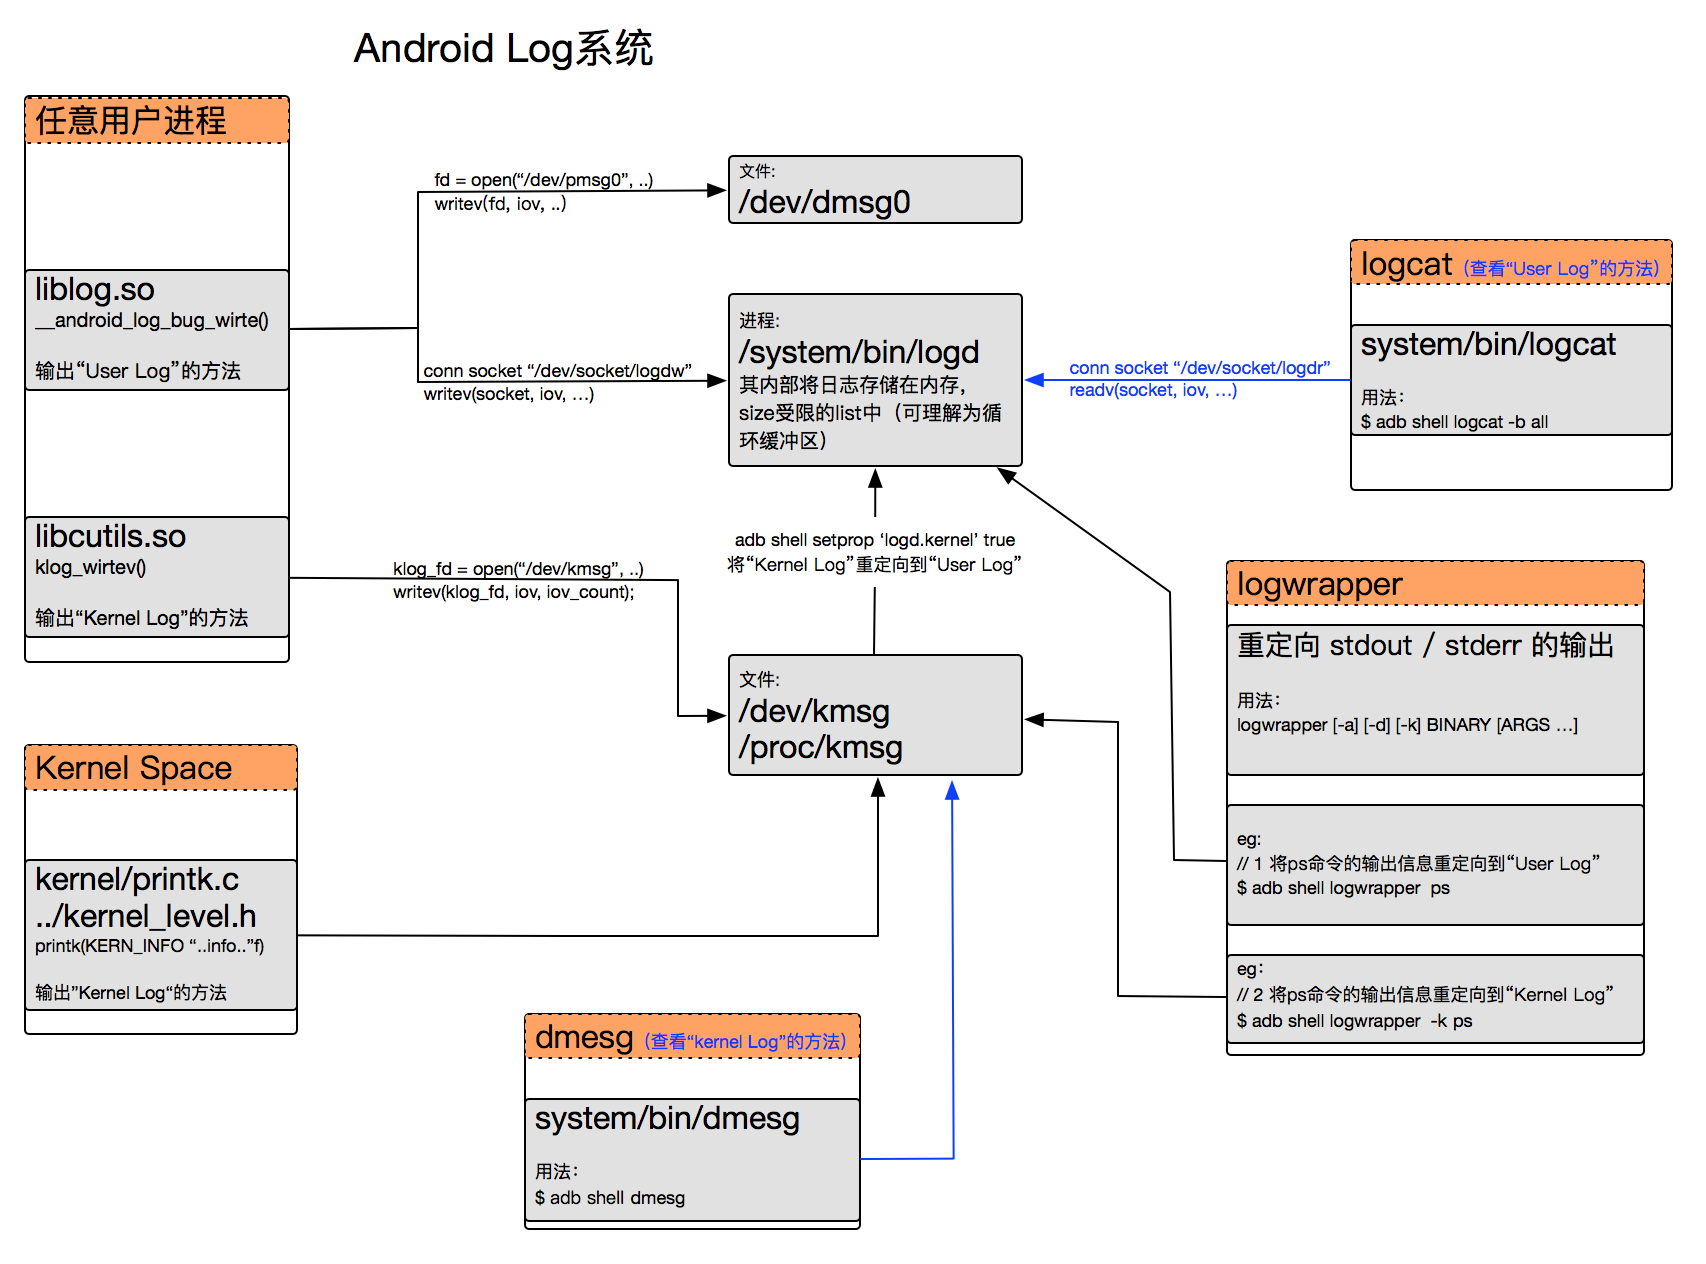 Android Log系统
任意用户进程
liblog.so
__android_log_bug_wirte()
输出“User Log”的方法
libcutils.so
klog_wirtev()
输出“Kernel Log”的方法
fd = open(“/dev/pmsg0”, ..)
writev(fd, iov, ..)
conn socket “/dev/socket/logdw”
writev(socket, iov, …)
klog_fd = open(“/dev/kmsg”, ..)
writev(klog_fd, iov, iov_count);
文件:
/dev/dmsg0
进程:
/system/bin/logd
其内部将日志存储在内存，
size受限的list中（可理解为循
环缓冲区）
adb shell setprop ‘logd.kernel’ true
将“Kernel Log”重定向到“User Log”
文件:
/dev/kmsg
/proc/kmsg
conn socket “/dev/socket/logdr”
readv(socket, iov, …)
logcat（查看“User Log”的方法）
system/bin/logcat
用法：
$ adb shell logcat -b all
logwrapper
重定向 stdout / stderr 的输出
用法：
logwrapper [-a] [-d] [-k] BINARY [ARGS …]
eg:
// 1 将ps命令的输出信息重定向到“User Log”
$ adb shell logwrapper  ps
eg：
// 2 将ps命令的输出信息重定向到“Kernel Log”
$ adb shell logwrapper  -k ps
Kernel Space
kernel/printk.c
../kernel_level.h
printk(KERN_INFO “..info..”f)
输出”Kernel Log“的方法
dmesg（查看“kernel Log”的方法）
system/bin/dmesg
用法：
$ adb shell dmesg